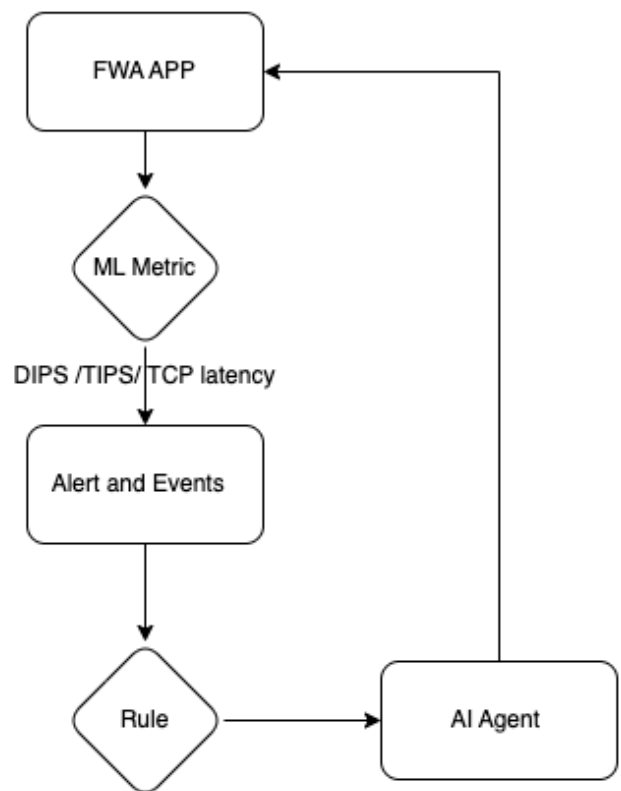 FWA APP
ML Metric
DIPS /TIPS/ TCP latency
Alert and Events
Rule
AI Agent